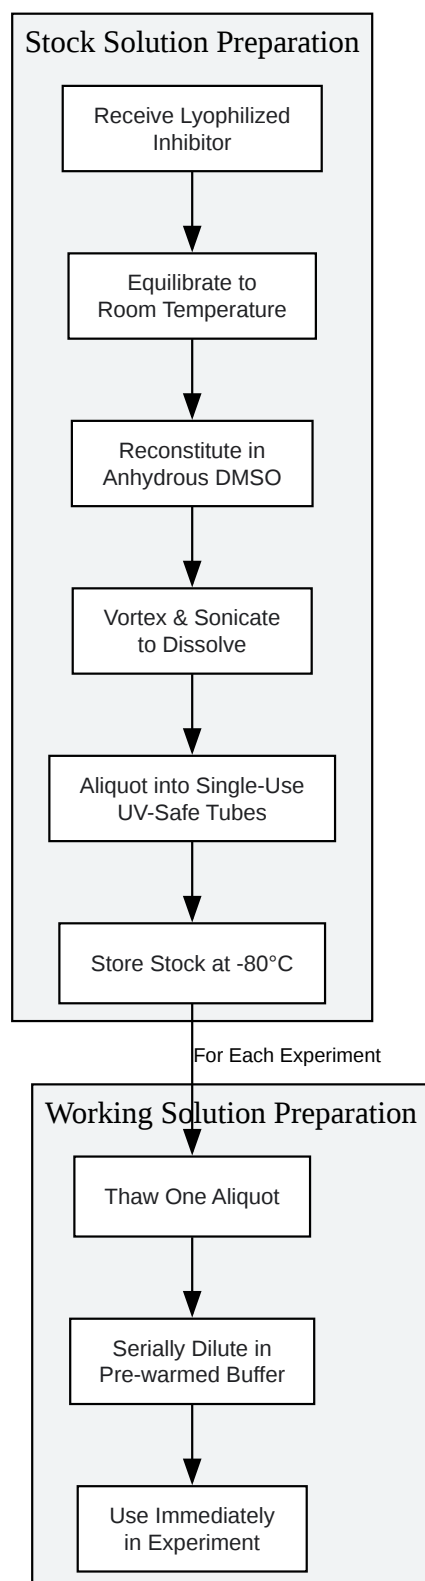 Stock Solution Preparation
Receive Lyophilized
Inhibitor
Equilibrate to
Room Temperature
Reconstitute in
Anhydrous DMSO
Vortex & Sonicate
to Dissolve
Aliquot into Single-Use
UV-Safe Tubes
Store Stock at -80°C
For Each Experiment
Working Solution Preparation
Thaw One Aliquot
Serially Dilute in
Pre-warmed Buffer
Use Immediately
in Experiment